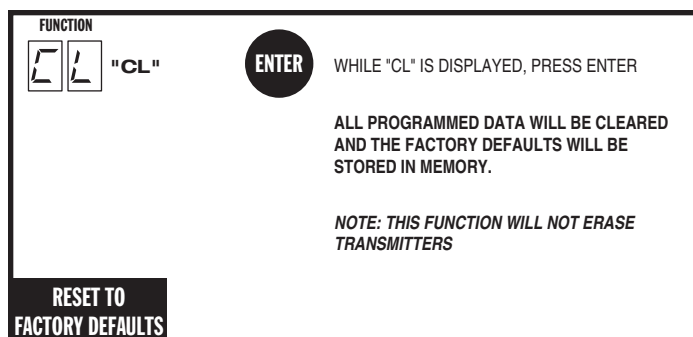 FUNCTION
CL "CL"
ENTER
WHILE "CL" IS DISPLAYED, PRESS ENTER
ALL PROGRAMMED DATA WILL BE CLEARED
AND THE FACTORY DEFAULTS WILL BE
STORED IN MEMORY.
NOTE: THIS FUNCTION WILL NOT ERASE
TRANSMITTERS
RESET TO
FACTORY DEFAULTS